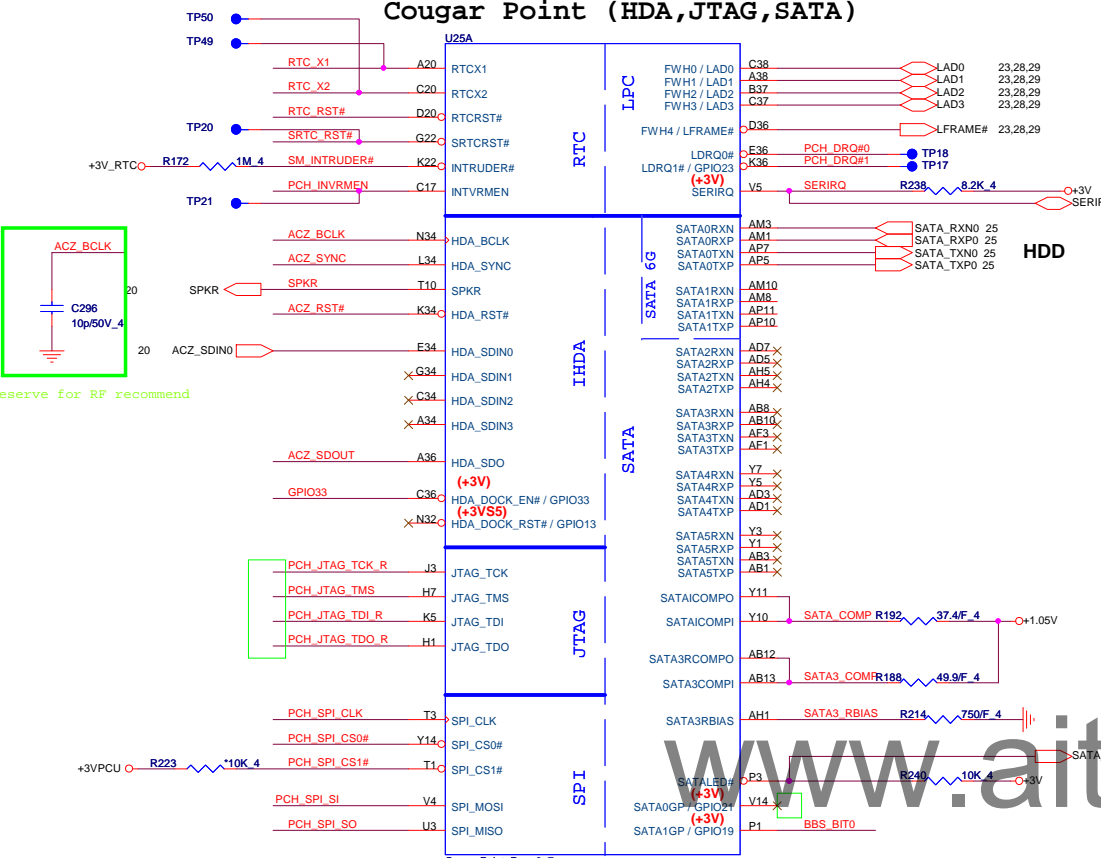 Cougar Point (HDA,JTAG,SATA)
TP50
TP49
U25A
RTC_X1 A20 RTCX1
RTC_X2 C20 RTCX2
RTC_RST# D20 RTCRST#
TP20
SRTC_RST# G22 SRTCRST#
+3V_RTC R172 1M_4 SM_INTRUDER# K22 INTRUDER#
PCH_INVRMEN C17 INTVRMEN
TP21
RTC
LPC
FWH0 / LAD0 C38 LAD0 23,28,29
FWH1 / LAD1 A38 LAD1 23,28,29
FWH2 / LAD2 B37 LAD2 23,28,29
FWH3 / LAD3 C37 LAD3 23,28,29
FWH4 / LFRAME# D36 LFRAME# 23,28,29
LDRQ0# E36 PCH_DRQ#0 TP18
LDRQ1# / GPIO23 K36 PCH_DRQ#1 TP17
(+3V)
SERIRQ V5 SERIRQ R238 8.2K_4 +3V
ACZ_BCLK
C296
10p/50V_4
20
20
eserve for RF recommend
ACZ_BCLK N34 HDA_BCLK
ACZ_SYNC L34 HDA_SYNC
SPKR SPKR T10 SPKR
ACZ_RST# K34 HDA_RST#
ACZ_SDIN0 E34 HDA_SDIN0
G34 HDA_SDIN1
C34 HDA_SDIN2
A34 HDA_SDIN3
ACZ_SDOUT A36 HDA_SDO
(+3V)
GPIO33 C36 HDA_DOCK_EN# / GPIO33
(+3VS5)
N32 HDA_DOCK_RST# / GPIO13
IHDA
SATA 6G
SATA
SATA0RXN AM3 SATA_RXN0 25
SATA0RXP AM1 SATA_RXP0 25
SATA0TXN AP7 SATA_TXN0 25
SATA0TXP AP5 SATA_TXP0 25
HDD
SATA1RXN AM10
SATA1RXP AM8
SATA1TXN AP11
SATA1TXP AP10
SATA2RXN AD7
SATA2RXP AD5
SATA2TXN AH5
SATA2TXP AH4
SATA3RXN AB8
SATA3RXP AB10
SATA3TXN AF3
SATA3TXP AF1
SATA4RXN Y7
SATA4RXP Y5
SATA4TXN AD3
SATA4TXP AD1
SATA5RXN Y3
SATA5RXP Y1
SATA5TXN AB3
SATA5TXP AB1
PCH_JTAG_TCK_R J3 JTAG_TCK
PCH_JTAG_TMS H7 JTAG_TMS
PCH_JTAG_TDI_R K5 JTAG_TDI
PCH_JTAG_TDO_R H1 JTAG_TDO
JTAG
SATAICOMPO Y11
SATAICOMPI Y10 SATA_COMP R192 37.4/F_4 +1.05V
SATA3RCOMPO AB12
SATA3COMPI AB13 SATA3_COMP R188 49.9/F_4
SATA3RBIAS AH1 SATA3_RBIAS R214 750/F_4
PCH_SPI_CLK T3 SPI_CLK
PCH_SPI_CS0# Y14 SPI_CS0#
+3VPCU R223 *10K_4 PCH_SPI_CS1# T1 SPI_CS1#
PCH_SPI_SI V4 SPI_MOSI
PCH_SPI_SO U3 SPI_MISO
SPI
SATALED# P3 R240 10K_4 +3V
(+3V)
SATA0GP / GPIO21 V14
(+3V)
SATA1GP / GPIO19 P1 BBS_BIT0
www.ait